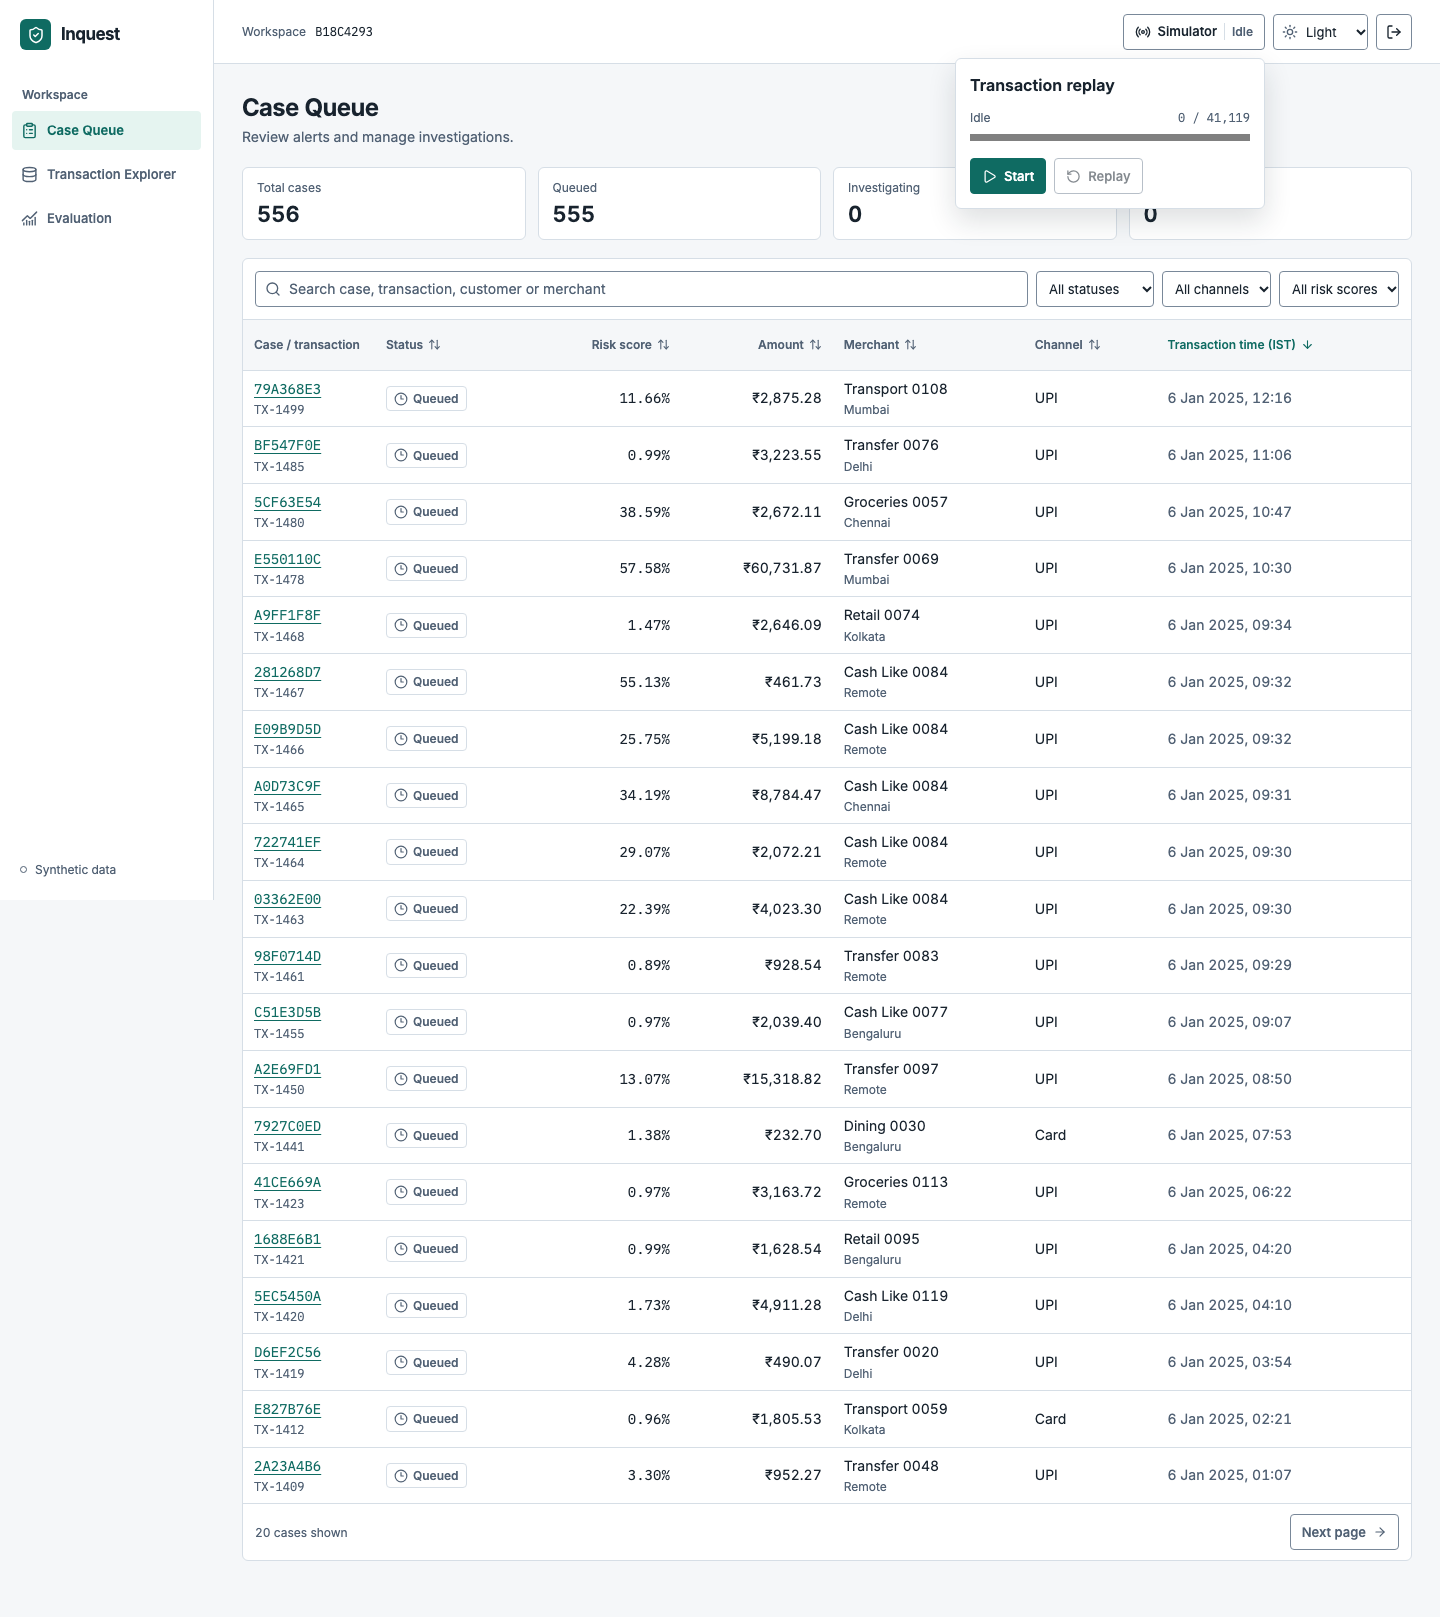 Inquest
Workspace B18C4293
Simulator Idle
Light
Workspace
Case Queue
Transaction Explorer
Evaluation
Synthetic data
Transaction replay
Idle 0 / 41,119
Start Replay
Case Queue
Review alerts and manage investigations.
Total cases
556
Queued
555
Investigating
0
0
Search case, transaction, customer or merchant
All statuses
All channels
All risk scores
Case / transaction Status Risk score Amount Merchant Channel Transaction time (IST)
79A368E3 Queued 11.66% ₹2,875.28 Transport 0108 UPI 6 Jan 2025, 12:16
TX-1499 Mumbai
BF547F0E Queued 0.99% ₹3,223.55 Transfer 0076 UPI 6 Jan 2025, 11:06
TX-1485 Delhi
5CF63E54 Queued 38.59% ₹2,672.11 Groceries 0057 UPI 6 Jan 2025, 10:47
TX-1480 Chennai
E550110C Queued 57.58% ₹60,731.87 Transfer 0069 UPI 6 Jan 2025, 10:30
TX-1478 Mumbai
A9FF1F8F Queued 1.47% ₹2,646.09 Retail 0074 UPI 6 Jan 2025, 09:34
TX-1468 Kolkata
281268D7 Queued 55.13% ₹461.73 Cash Like 0084 UPI 6 Jan 2025, 09:32
TX-1467 Remote
E09B9D5D Queued 25.75% ₹5,199.18 Cash Like 0084 UPI 6 Jan 2025, 09:32
TX-1466 Remote
A0D73C9F Queued 34.19% ₹8,784.47 Cash Like 0084 UPI 6 Jan 2025, 09:31
TX-1465 Chennai
722741EF Queued 29.07% ₹2,072.21 Cash Like 0084 UPI 6 Jan 2025, 09:30
TX-1464 Remote
03362E00 Queued 22.39% ₹4,023.30 Cash Like 0084 UPI 6 Jan 2025, 09:30
TX-1463 Remote
98F0714D Queued 0.89% ₹928.54 Transfer 0083 UPI 6 Jan 2025, 09:29
TX-1461 Remote
C51E3D5B Queued 0.97% ₹2,039.40 Cash Like 0077 UPI 6 Jan 2025, 09:07
TX-1455 Bengaluru
A2E69FD1 Queued 13.07% ₹15,318.82 Transfer 0097 UPI 6 Jan 2025, 08:50
TX-1450 Remote
7927C0ED Queued 1.38% ₹232.70 Dining 0030 Card 6 Jan 2025, 07:53
TX-1441 Bengaluru
41CE669A Queued 0.97% ₹3,163.72 Groceries 0113 UPI 6 Jan 2025, 06:22
TX-1423 Remote
1688E6B1 Queued 0.99% ₹1,628.54 Retail 0095 UPI 6 Jan 2025, 04:20
TX-1421 Bengaluru
5EC5450A Queued 1.73% ₹4,911.28 Cash Like 0119 UPI 6 Jan 2025, 04:10
TX-1420 Delhi
D6EF2C56 Queued 4.28% ₹490.07 Transfer 0020 UPI 6 Jan 2025, 03:54
TX-1419 Delhi
E827B76E Queued 0.96% ₹1,805.53 Transport 0059 Card 6 Jan 2025, 02:21
TX-1412 Kolkata
2A23A4B6 Queued 3.30% ₹952.27 Transfer 0048 UPI 6 Jan 2025, 01:07
TX-1409 Remote
20 cases shown
Next page